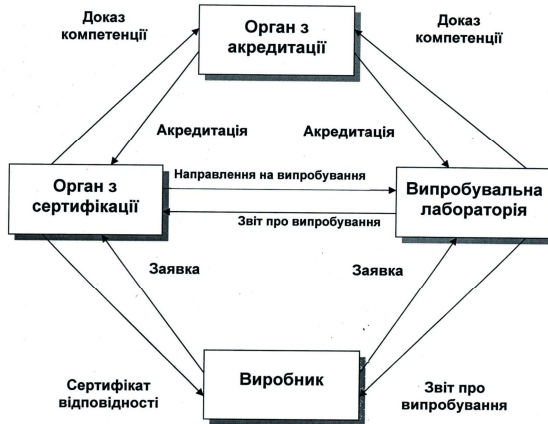 Доказ
компетенції
Орган з
акредитації
Доказ
компетенції
Акредитація
Акредитація
Орган з
сертифікації
Направлення на випробування
Звіт про випробування
Випробувальна
лабораторія
Заявка
Заявка
Виробник
Сертифікат
відповідності
Звіт про
випробування